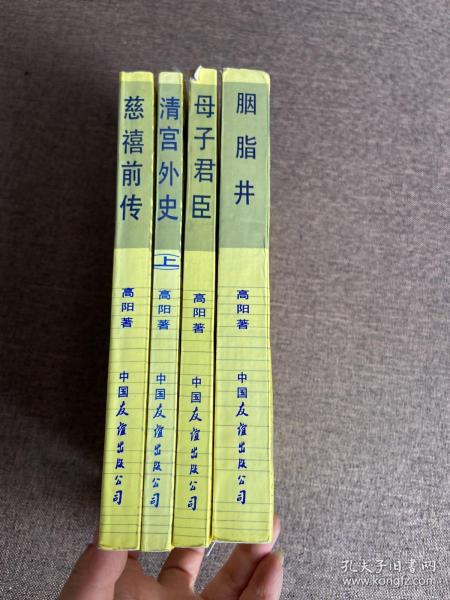 慈禧前传
高阳著
中国友谊出版公司
清宫外史
(上)
高阳著
中国友谊出版公司
母子君臣
高阳著
中国友谊出版公司
胭脂井
高阳著
中国友谊出版公司
孔夫子旧书网
www.kongfz.com